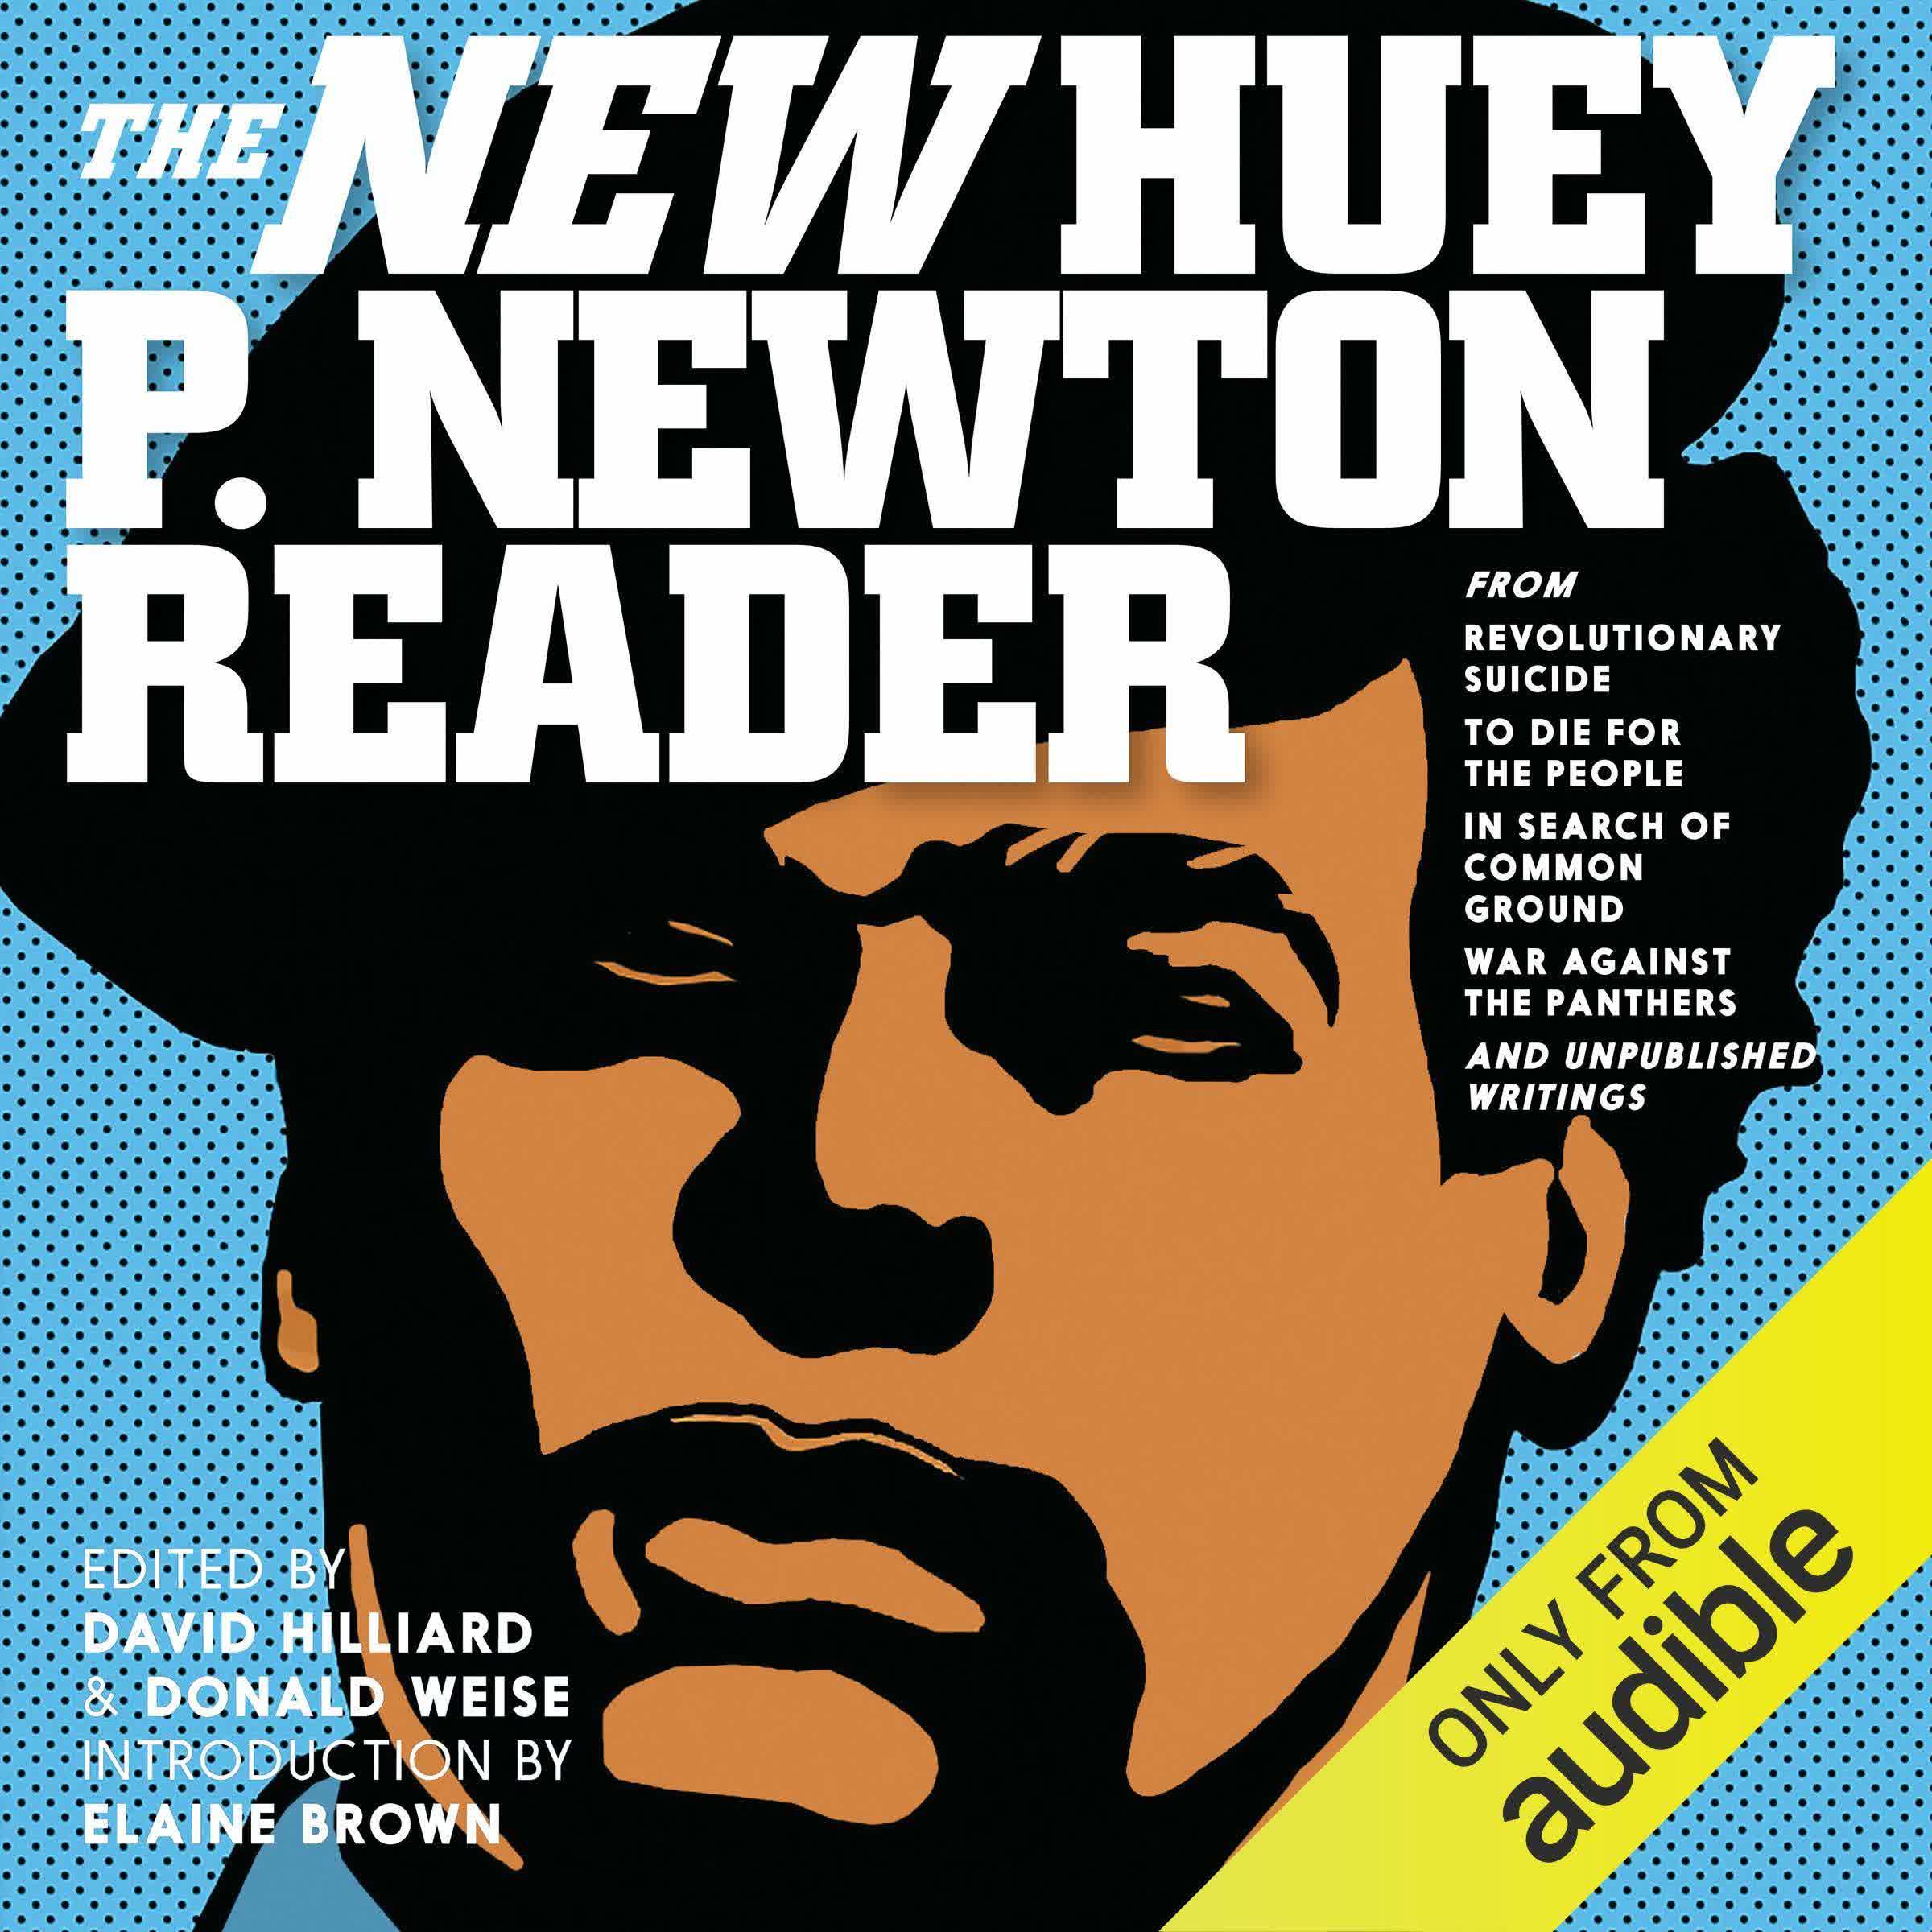 THE NEW HUEY
P. NEWTON
READER
FROM
REVOLUTIONARY
SUICIDE
TO DIE FOR
THE PEOPLE
IN SEARCH OF
COMMON
GROUND
WAR AGAINST
THE PANTHERS
AND UNPUBLISHED
WRITINGS
EDITED BY
DAVID HILLIARD
& DONALD WEISE
INTRODUCTION BY
ELAINE BROWN
ONLY FROM
audible